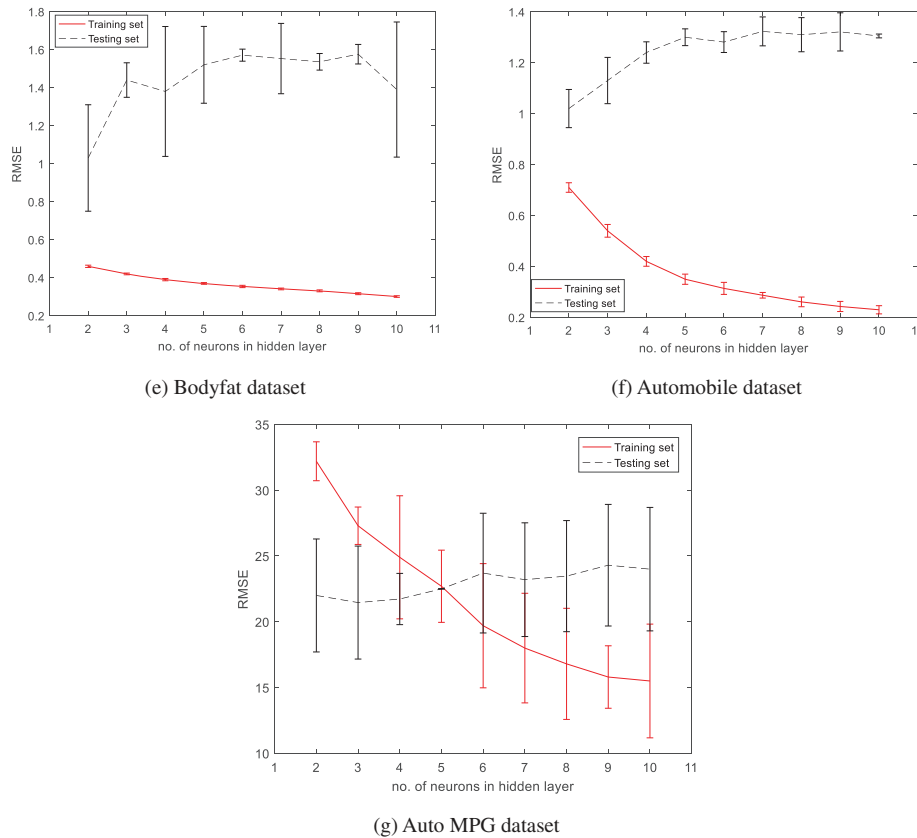 1.8
1.6
1.4
1.2
1
0.8
0.6
0.4
0.2
RMSE
Training set
Testing set
1 2 3 4 5 6 7 8 9 10 11
no. of neurons in hidden layer
(e) Bodyfat dataset
1.4
1.2
1
0.8
0.6
0.4
0.2
RMSE
Training set
Testing set
1 2 3 4 5 6 7 8 9 10 1
no. of neurons in hidden layer
(f) Automobile dataset
35
30
25
20
15
10
RMSE
Training set
Testing set
1 2 3 4 5 6 7 8 9 10 11
no. of neurons in hidden layer
(g) Auto MPG dataset